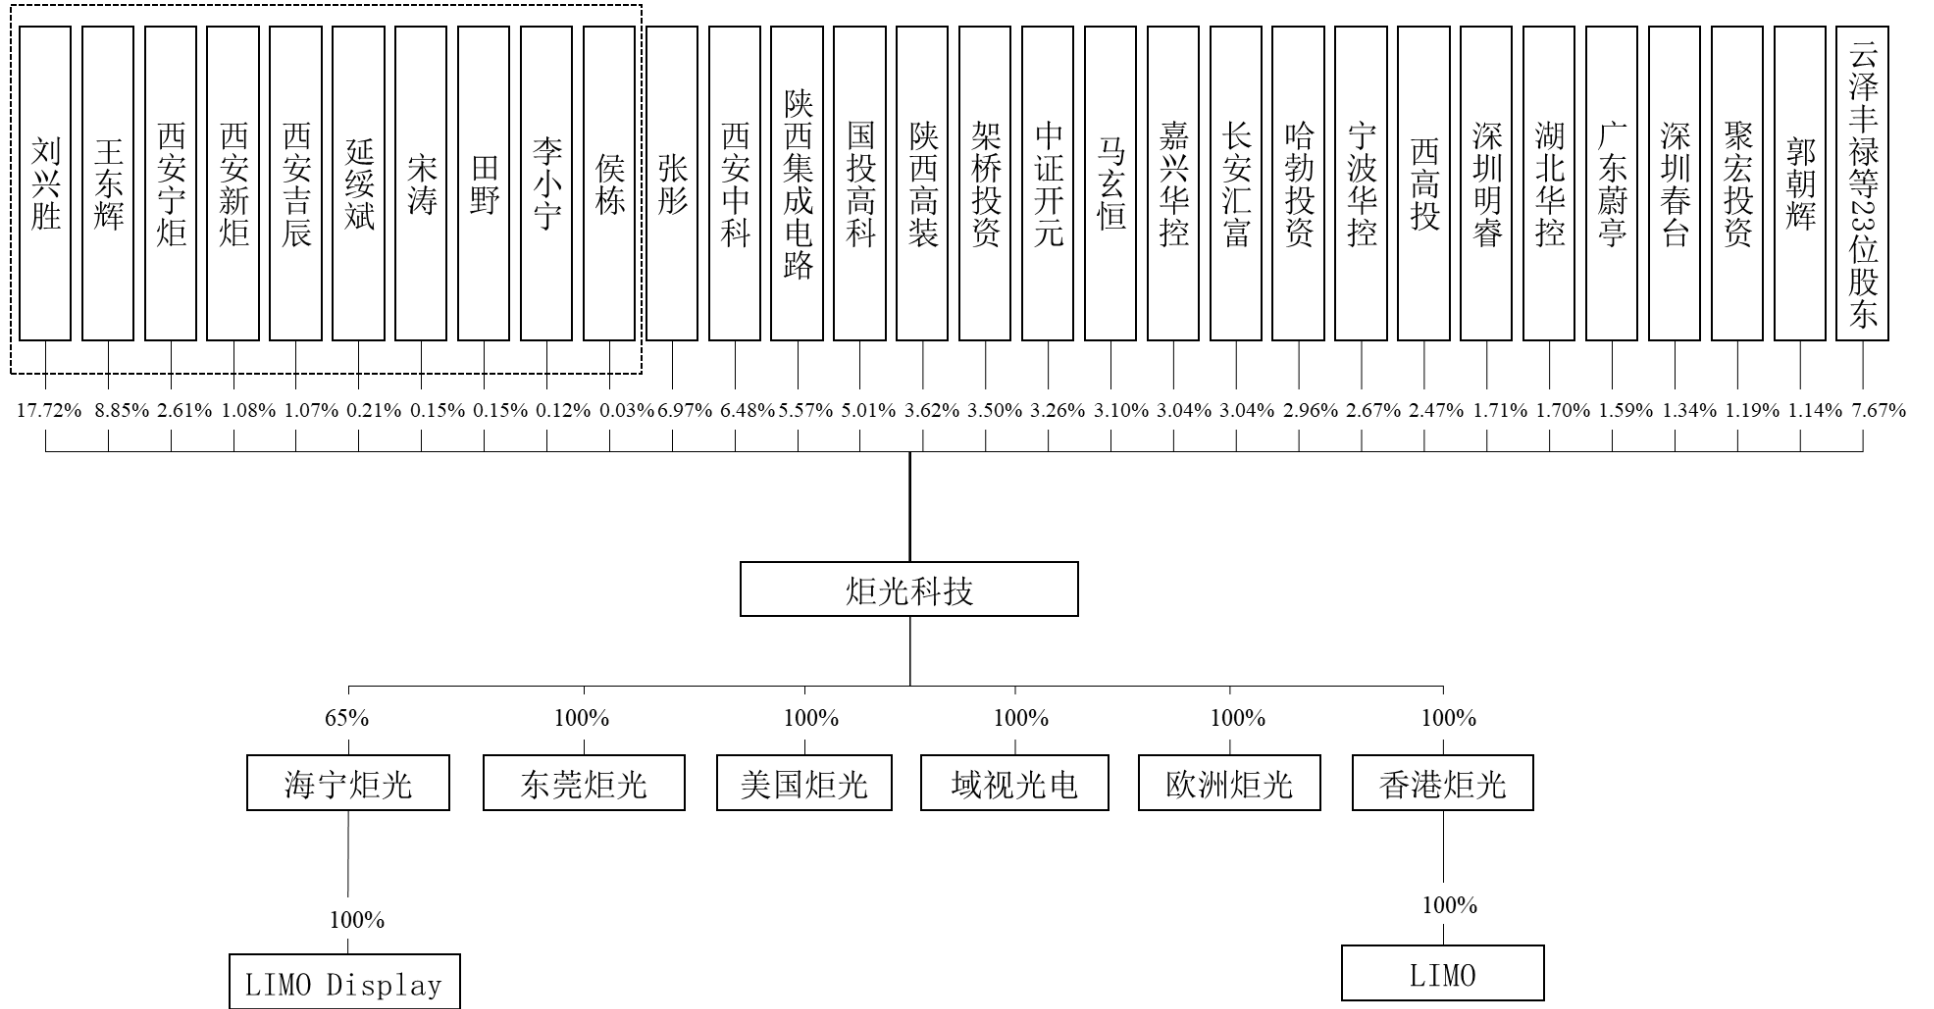 刘兴胜
王东辉
西安宁炬
西安新炬
西安吉辰
延绥斌
宋涛
田野
李小宁
侯栋
张彤
西安中科
陕西集成电路
国投高科
陕西高装
架桥投资
中证开元
马玄恒
嘉兴华控
长安汇富
哈勃投资
宁波华控
西高投
深圳明睿
湖北华控
广东蔚亭
深圳春台
聚宏投资
郭朝辉
云泽丰禄等23位股东
17.72% 8.85% 2.61% 1.08% 1.07% 0.21% 0.15% 0.15% 0.12% 0.03% 6.97% 6.48% 5.57% 5.01% 3.62% 3.50% 3.26% 3.10% 3.04% 3.04% 2.96% 2.67% 2.47% 1.71% 1.70% 1.59% 1.34% 1.19% 1.14% 7.67%
炬光科技
65% 100% 100% 100% 100% 100%
海宁炬光 东莞炬光 美国炬光 域视光电 欧洲炬光 香港炬光
100% 100%
LIMO Display LIMO